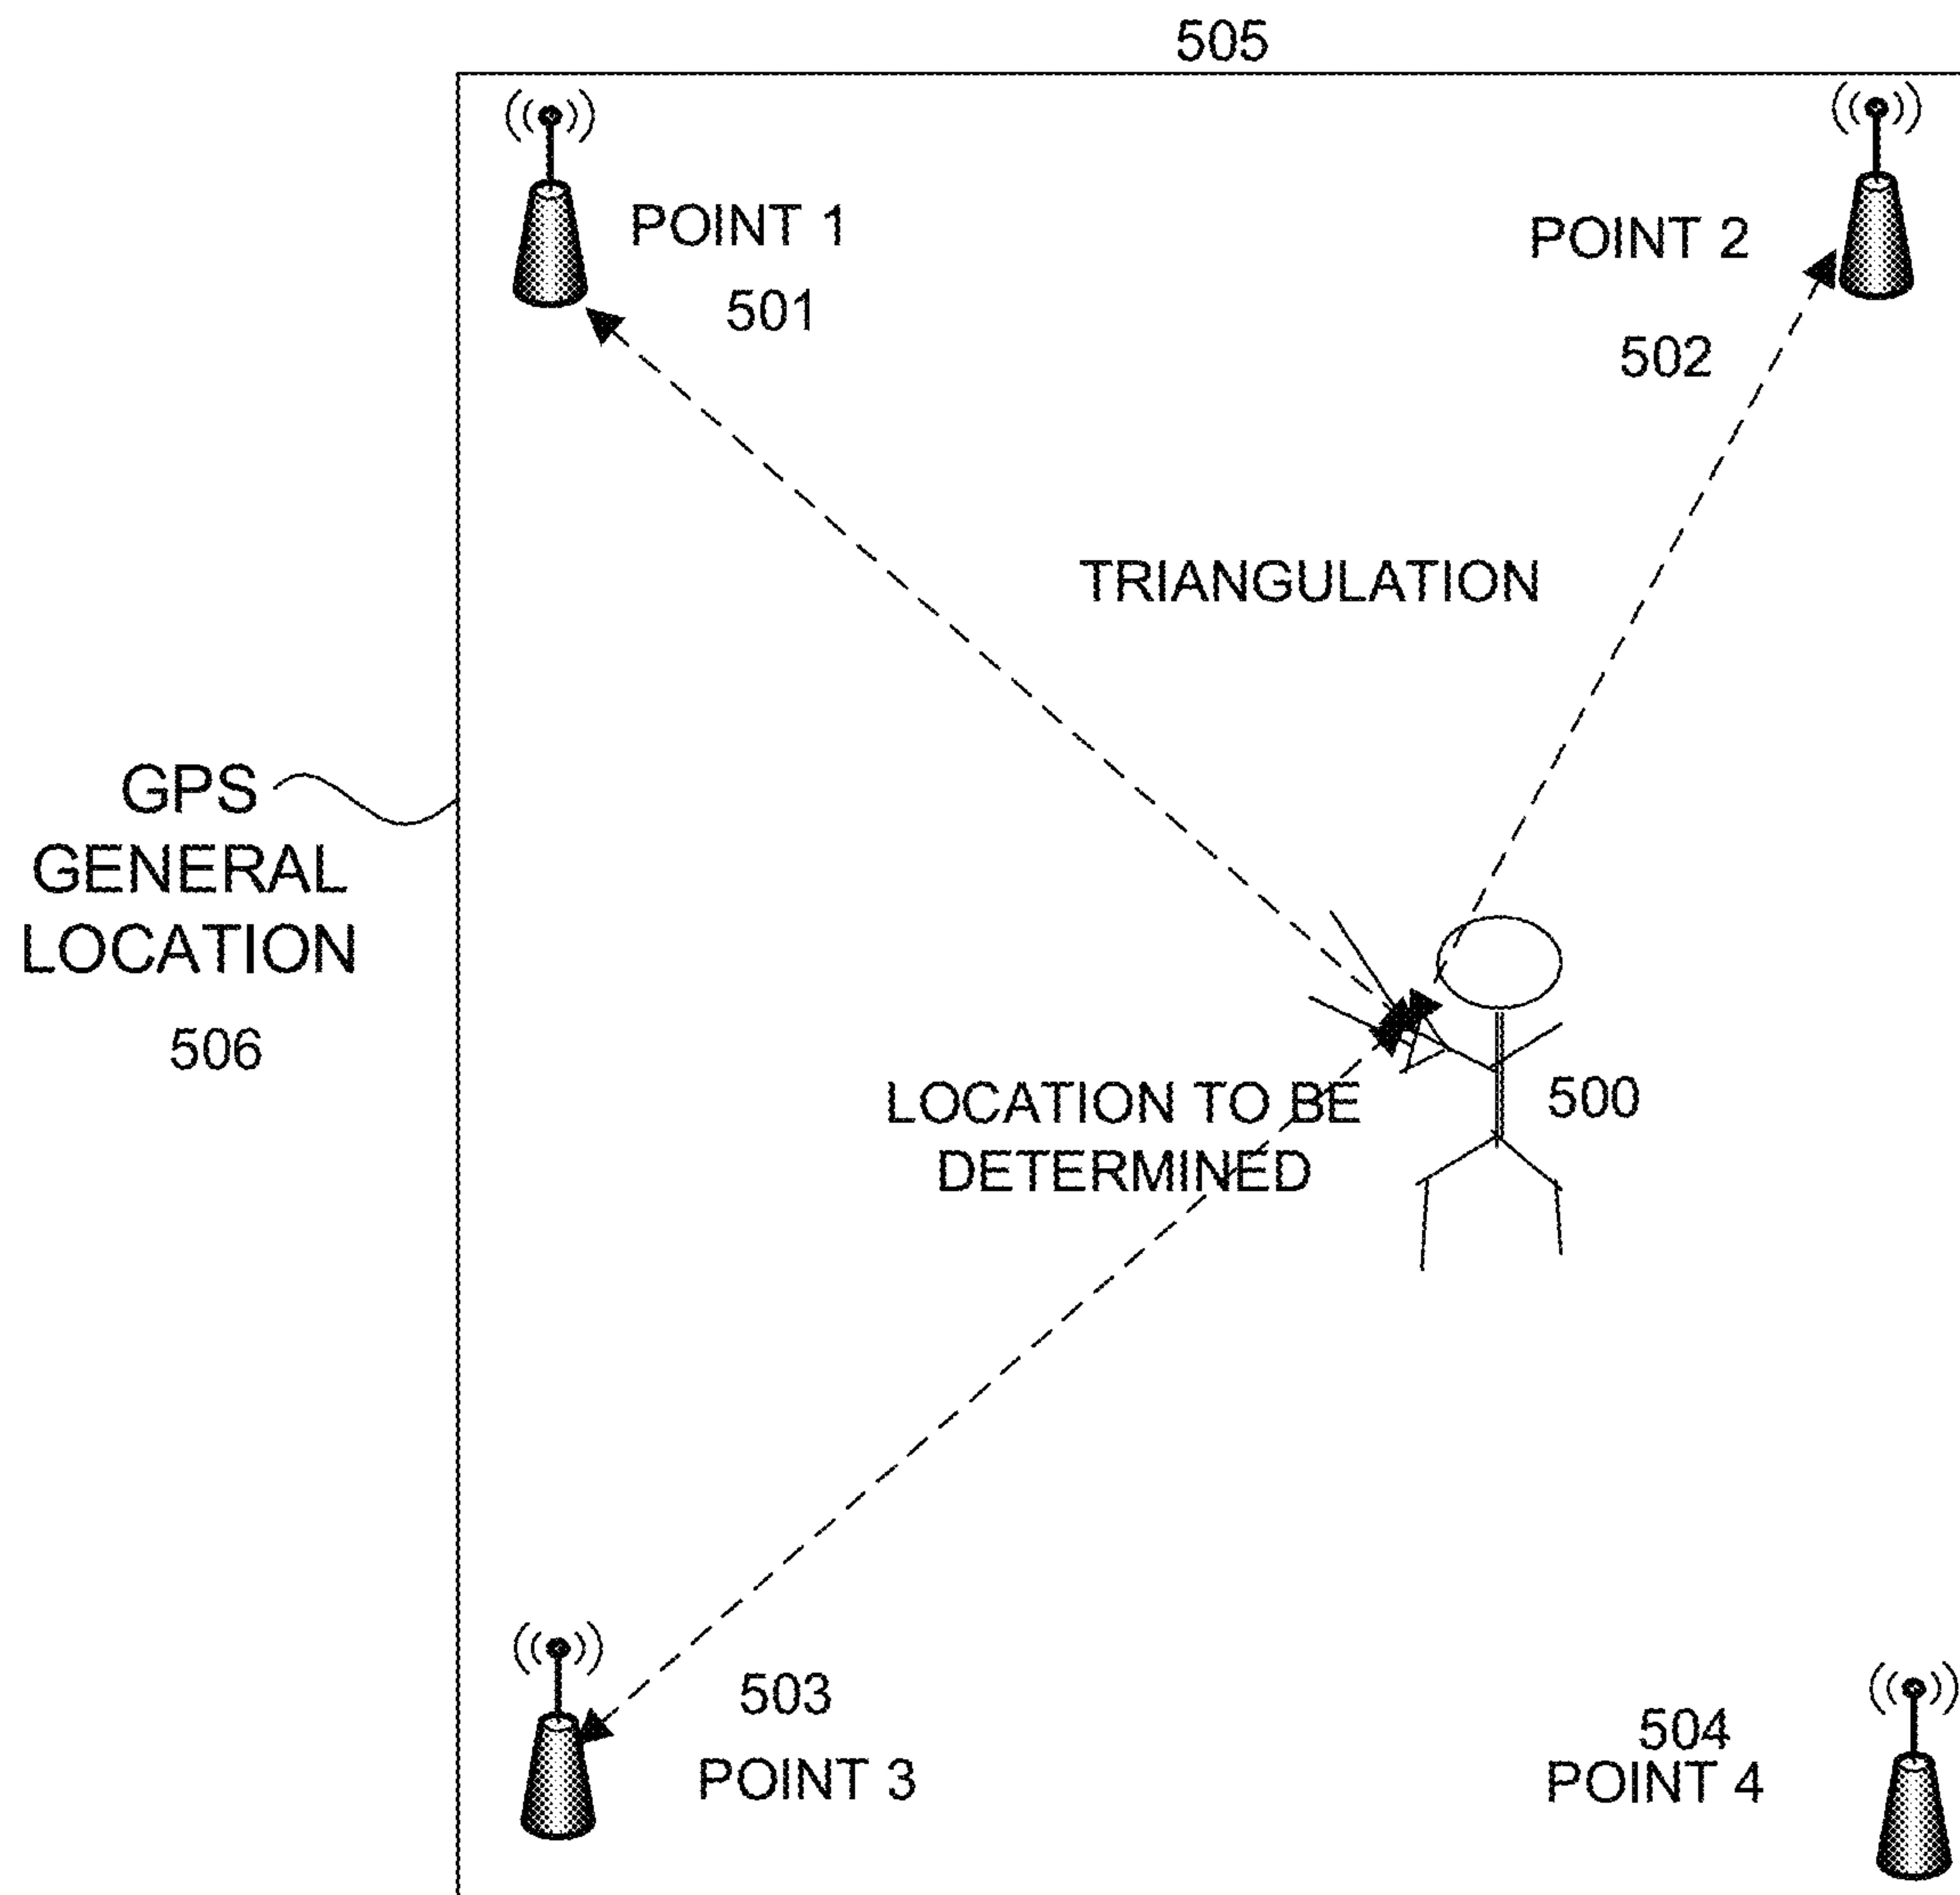 505
POINT 1
501
POINT 2
502
TRIANGULATION
GPS
GENERAL
LOCATION
506
LOCATION TO BE
DETERMINED
500
503
POINT 3
504
POINT 4